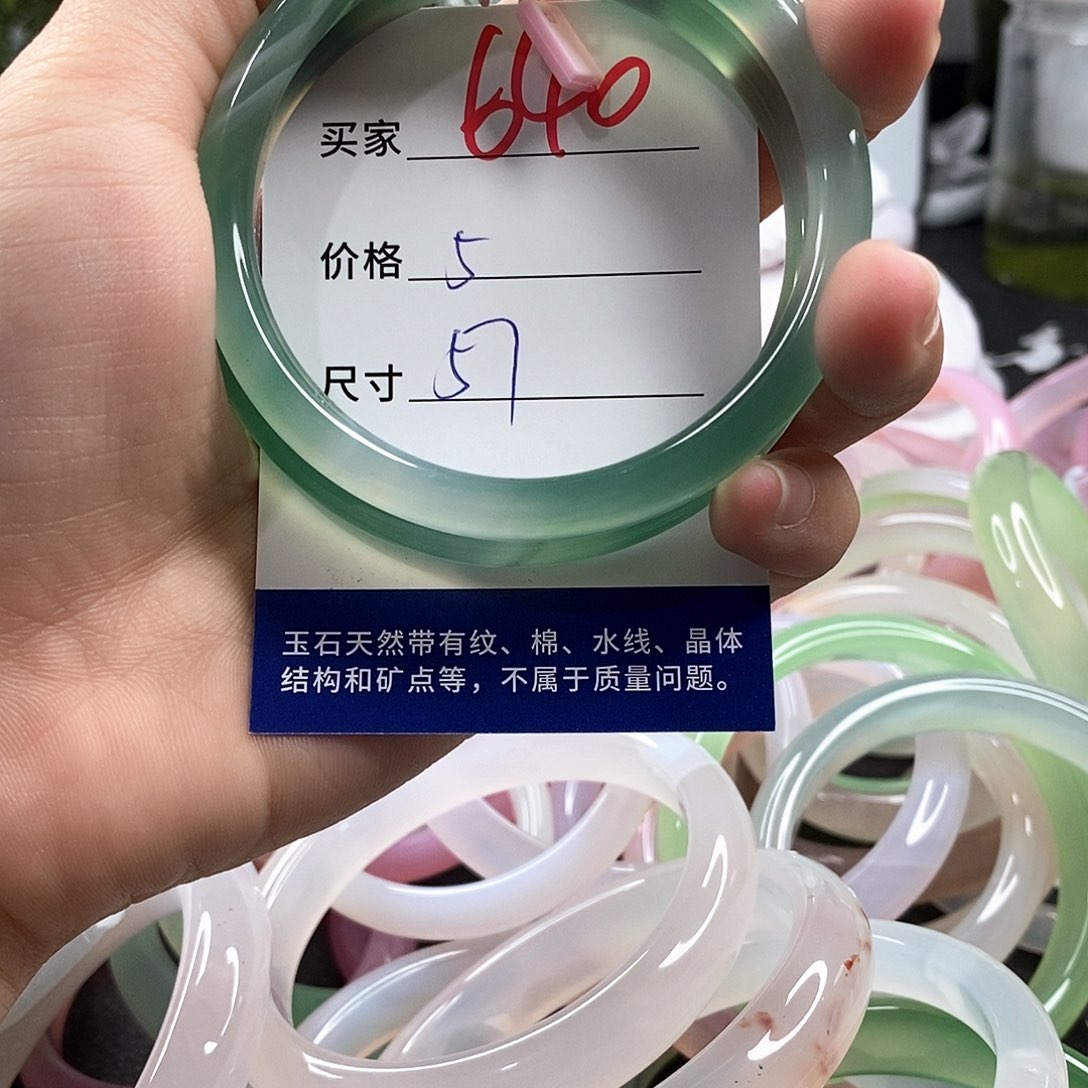 买家 640
价格 5
尺寸 57
玉石天然带有纹、棉、水线、晶体
结构和矿点等，不属于质量问题。